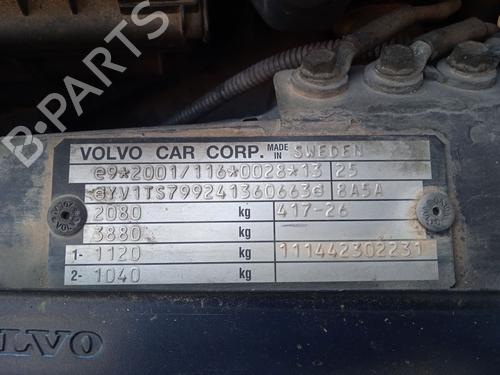 B-PARTS
VOLVO CAR CORP. MADE IN SWEDEN
e9*2001/116*0028*13 25
@YV1TS799241360663@ 8A5A
2080 kg 417-26
3880 kg
1- 1120 kg 111442302231
2- 1040 kg
OLVO